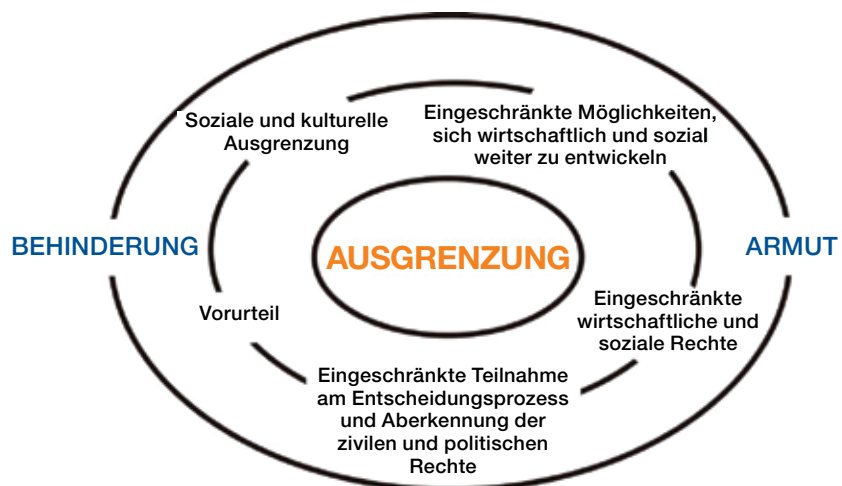 Soziale und kulturelle
Ausgrenzung
Eingeschränkte Möglichkeiten,
sich wirtschaftlich und sozial
weiter zu entwickeln
BEHINDERUNG
AUSGRENZUNG
ARMUT
Vorurteil
Eingeschränkte
wirtschaftliche und
soziale Rechte
Eingeschränkte Teilnahme
am Entscheidungsprozess
und Aberkennung der
zivilen und politischen
Rechte